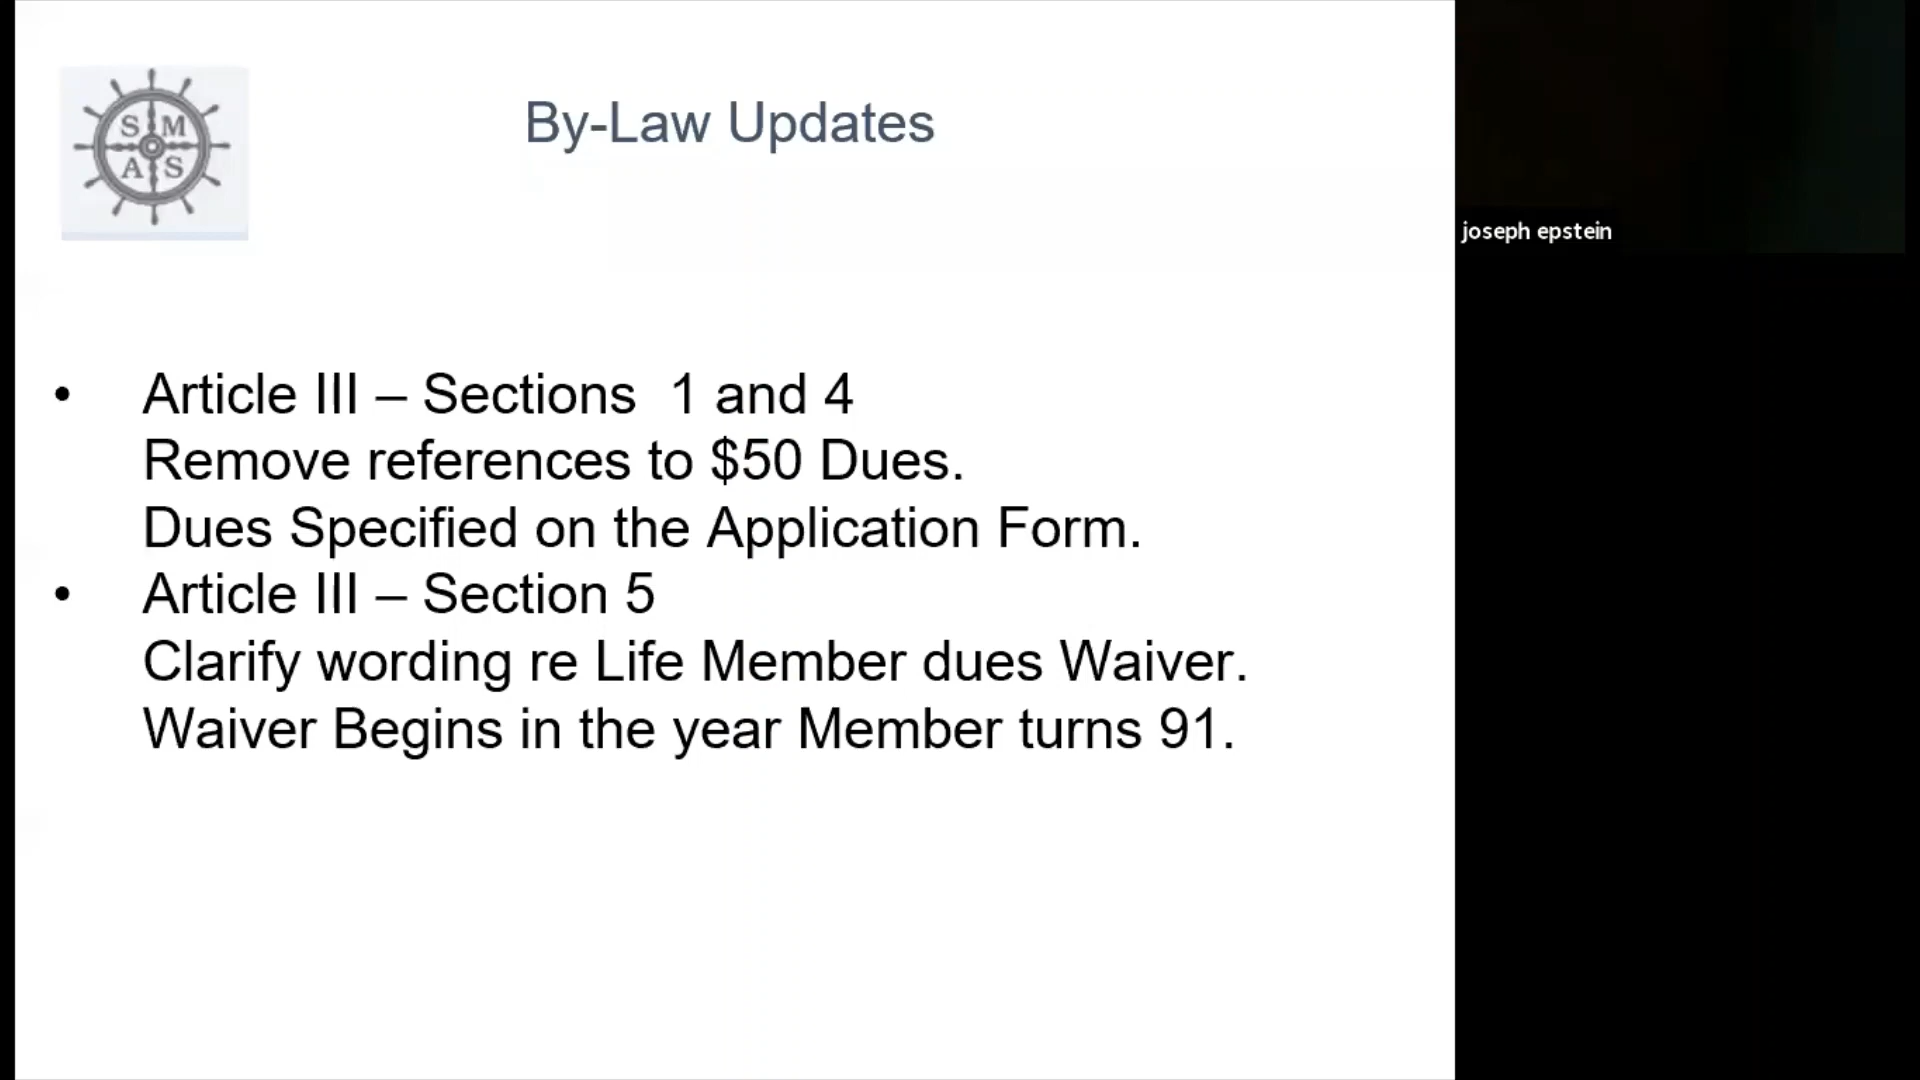 S M
A S
By-Law Updates
joseph epstein
• Article III – Sections  1 and 4
Remove references to $50 Dues.
Dues Specified on the Application Form.
• Article III – Section 5
Clarify wording re Life Member dues Waiver.
Waiver Begins in the year Member turns 91.